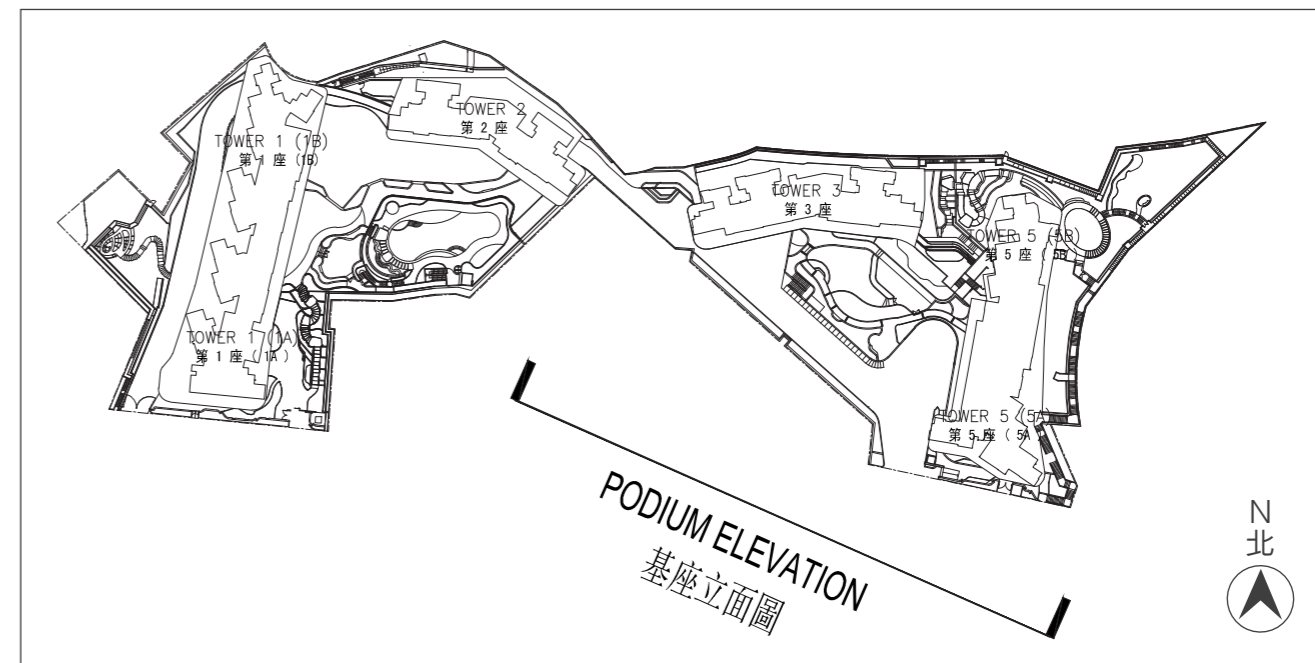 TOWER 2
第 2 座
TOWER 1 (1B)
第 1 座 (1B)
TOWER 3
第 3 座
TOWER 5 (5B)
第 5 座 ( 5B )
TOWER 1 (1A)
第 1 座 ( 1A )
TOWER 5 (5A)
第 5 座 ( 5A )
PODIUM ELEVATION
基座立面圖
N
北